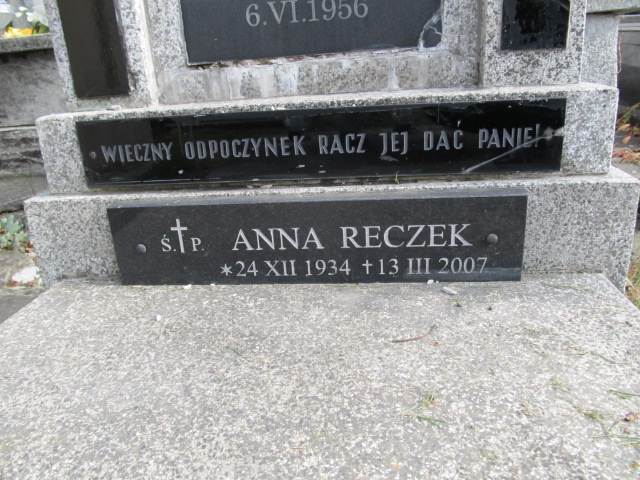 6.VI.1956
WIECZNY ODPOCZYNEK RACZ JEJ DAĆ PANIE!
Ś.†P. ANNA RECZEK
✶24 XII 1934 †13 III 2007